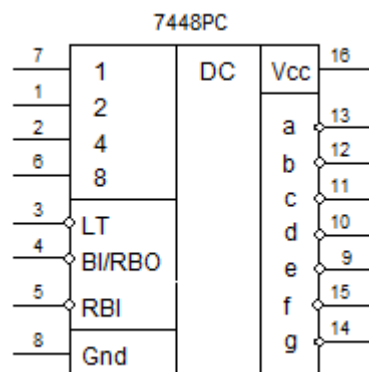 7448PC
7 1 DC Vcc 16
1 2
2 4 a 13
6 8 b 12
c 11
3 LT d 10
4 BI/RBO e 9
5 RBI f 15
8 Gnd g 14